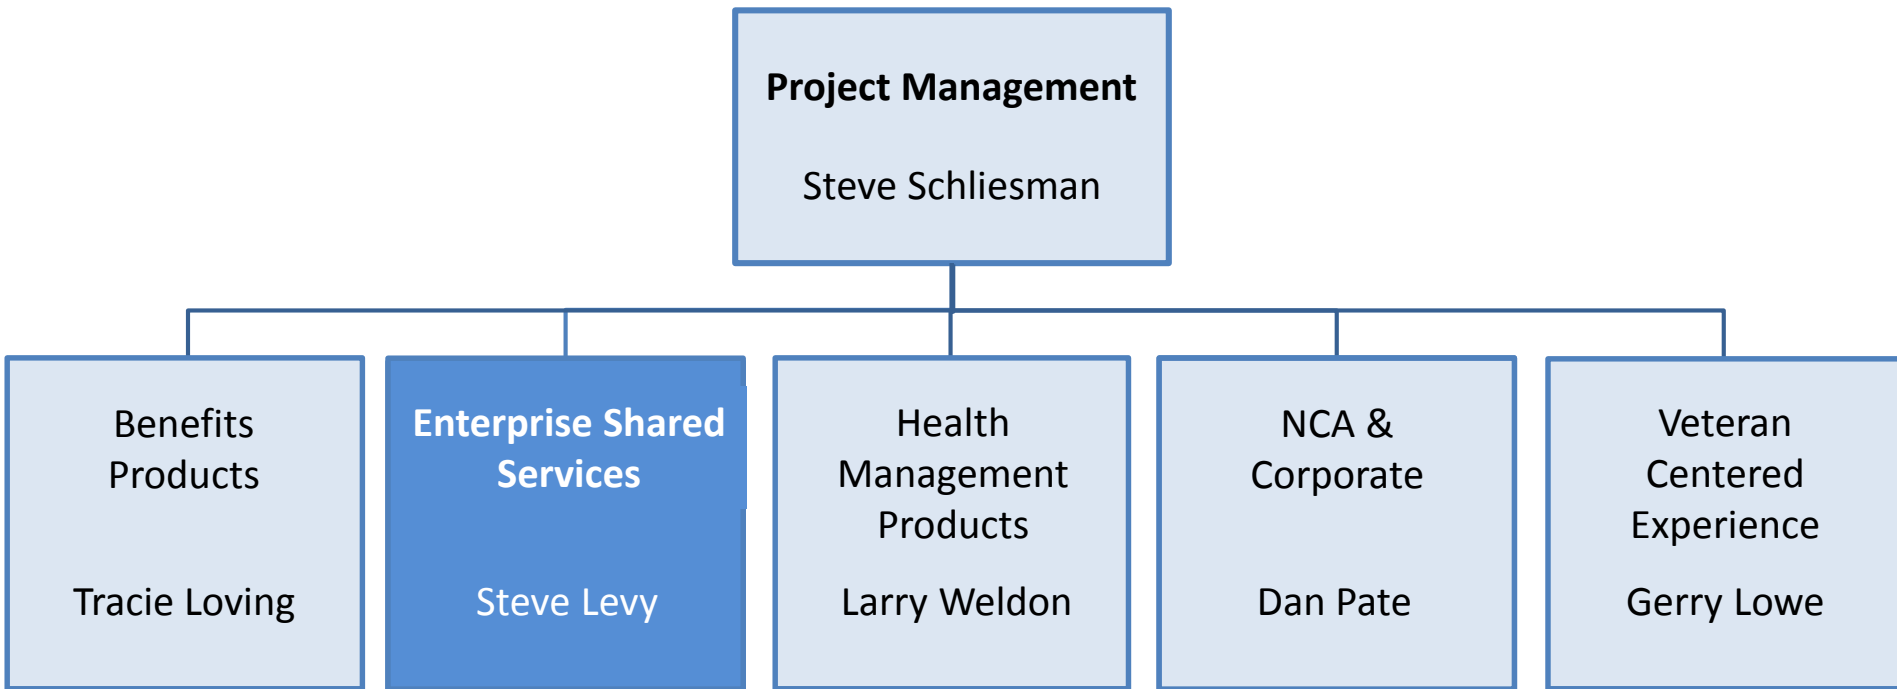 Project Management
Steve Schliesman
Benefits
Products
Tracie Loving
Enterprise Shared
Services
Steve Levy
Health
Management
Products
Larry Weldon
NCA &
Corporate
Dan Pate
Veteran
Centered
Experience
Gerry Lowe